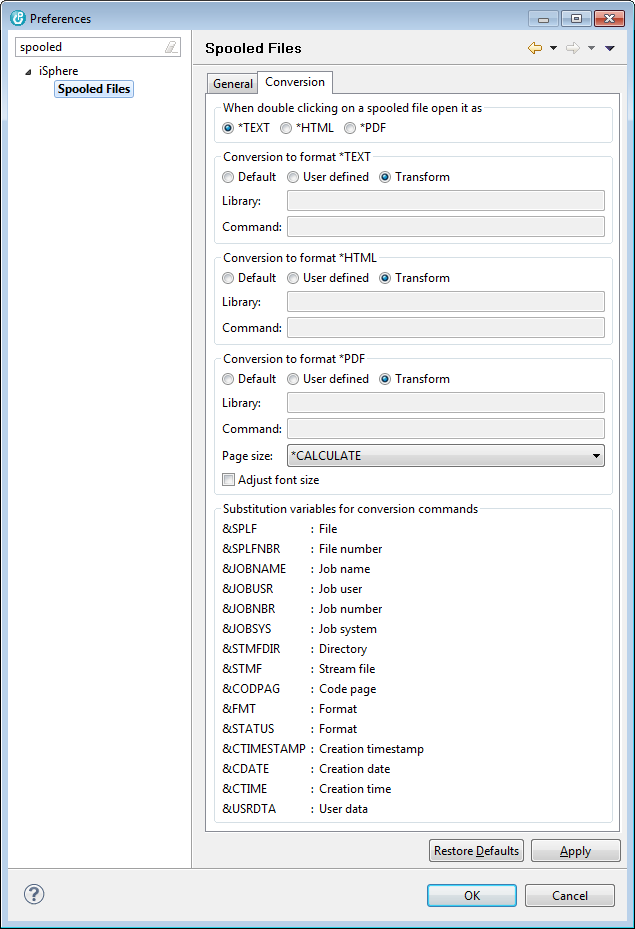 Preferences
spooled
iSphere
Spooled Files
Spooled Files
General Conversion
When double clicking on a spooled file open it as
*TEXT *HTML *PDF
Conversion to format *TEXT
Default User defined Transform
Library:
Command:
Conversion to format *HTML
Default User defined Transform
Library:
Command:
Conversion to format *PDF
Default User defined Transform
Library:
Command:
Page size: *CALCULATE
Adjust font size
Substitution variables for conversion commands
&SPLF : File
&SPLFNBR : File number
&JOBNAME : Job name
&JOBUSR : Job user
&JOBNBR : Job number
&JOBSYS : Job system
&STMFDIR : Directory
&STMF : Stream file
&CODPAG : Code page
&FMT : Format
&STATUS : Format
&CTIMESTAMP : Creation timestamp
&CDATE : Creation date
&CTIME : Creation time
&USRDTA : User data
Restore Defaults Apply
? OK Cancel